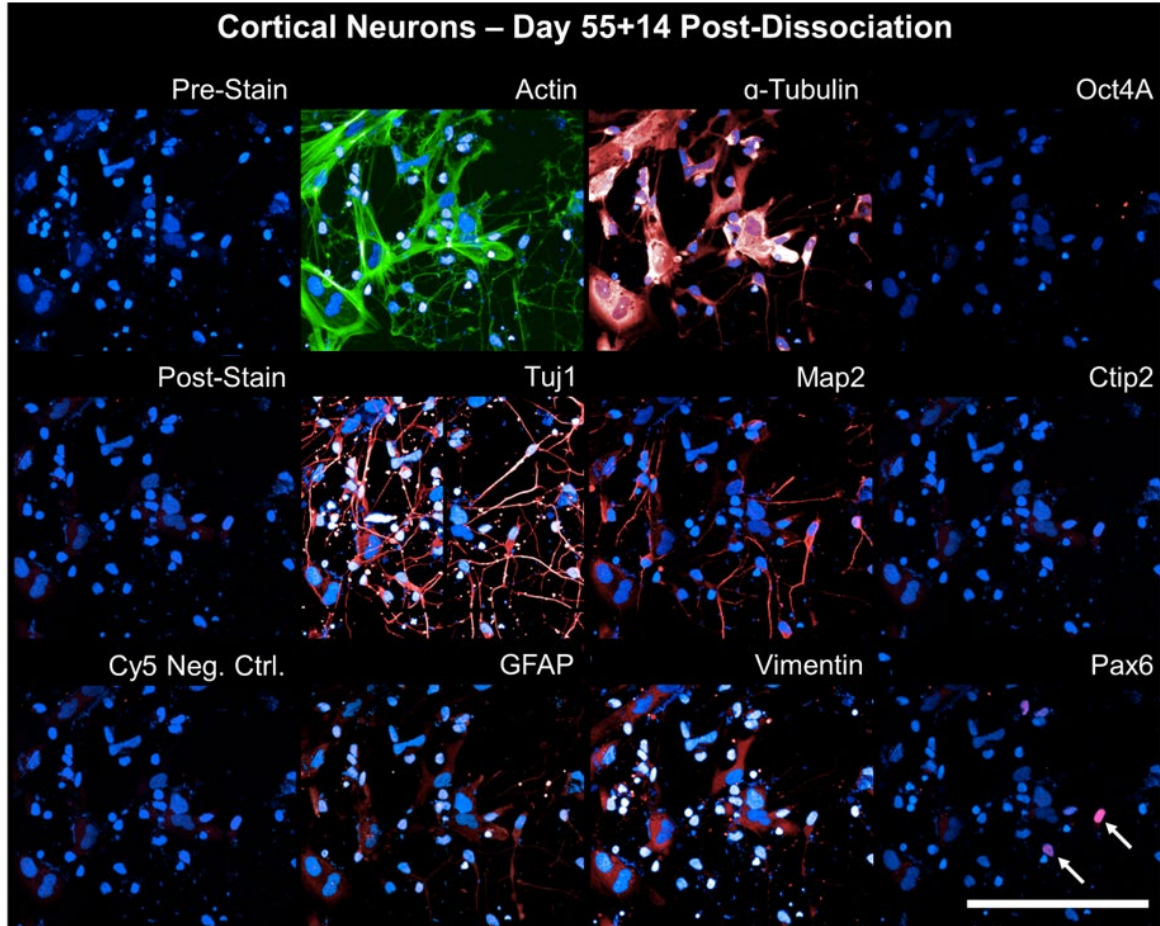 Cortical Neurons – Day 55+14 Post-Dissociation
Pre-Stain
Actin
α-Tubulin
Oct4A
Post-Stain
Tuj1
Map2
Ctip2
Cy5 Neg. Ctrl.
GFAP
Vimentin
Pax6